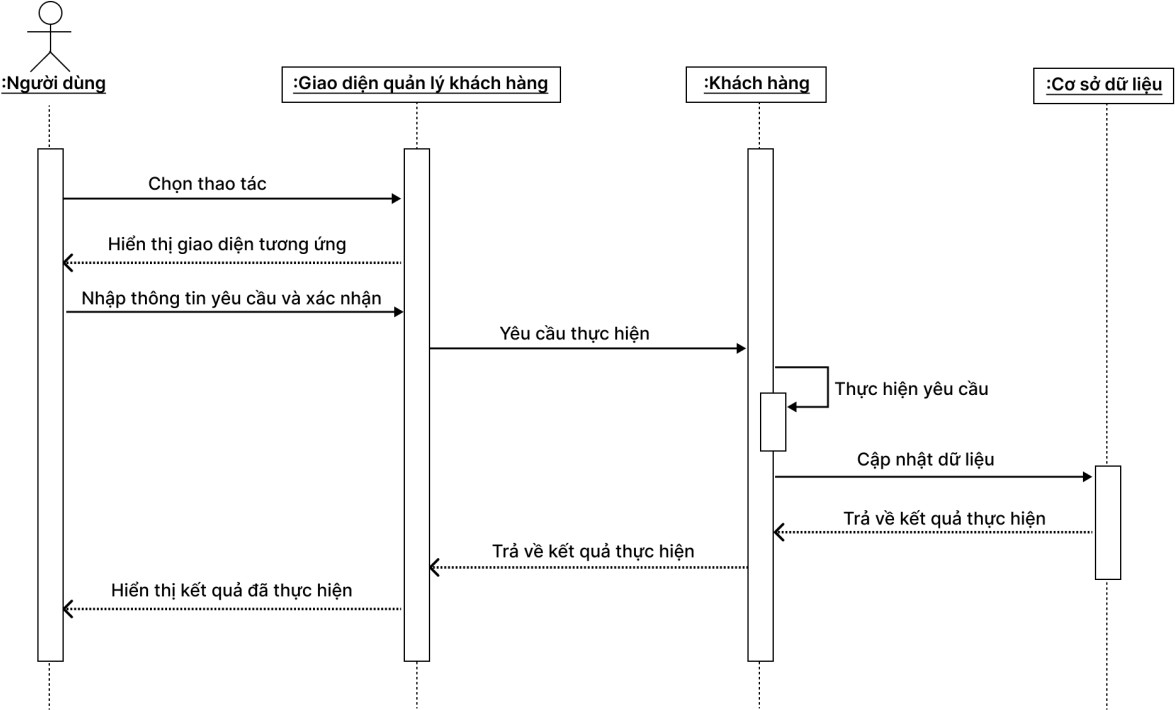 :Người dùng
:Giao diện quản lý khách hàng
:Khách hàng
:Cơ sở dữ liệu
Chọn thao tác
Hiển thị giao diện tương ứng
Nhập thông tin yêu cầu và xác nhận
Yêu cầu thực hiện
Thực hiện yêu cầu
Cập nhật dữ liệu
Trả về kết quả thực hiện
Trả về kết quả thực hiện
Hiển thị kết quả đã thực hiện